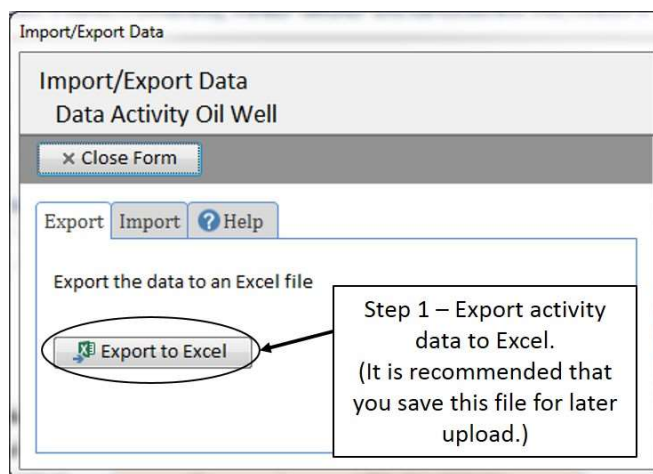 Import/Export Data
Import/Export Data
Data Activity Oil Well
× Close Form
Export Import ? Help
Export the data to an Excel file
Export to Excel
Step 1 – Export activity
data to Excel.
(It is recommended that
you save this file for later
upload.)